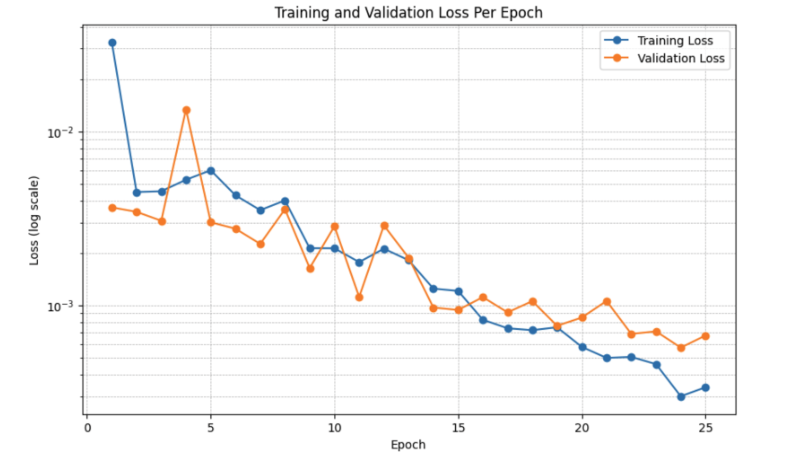 Training and Validation Loss Per Epoch
Training Loss
Validation Loss
10⁻²
10⁻³
Loss (log scale)
0 5 10 15 20 25
Epoch